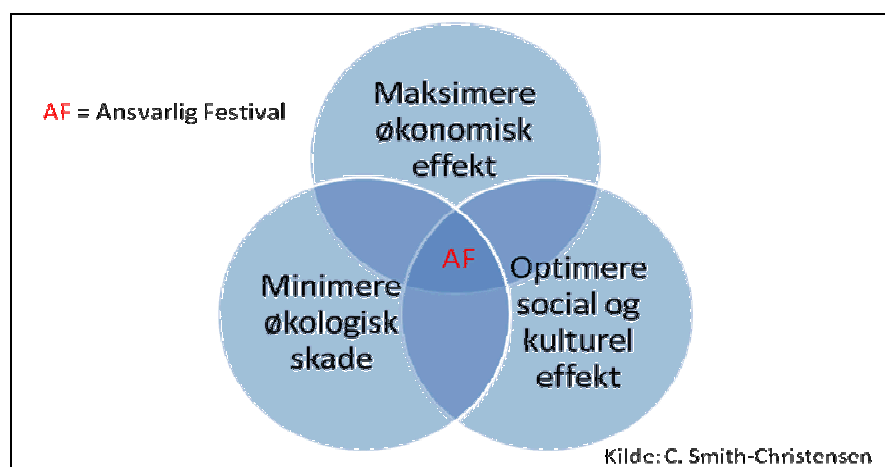 AF = Ansvarlig Festival
Maksimere
økonomisk
effekt
AF
Minimere
økologisk
skade
Optimere
social og
kulturel
effekt
Kilde: C. Smith-Christensen